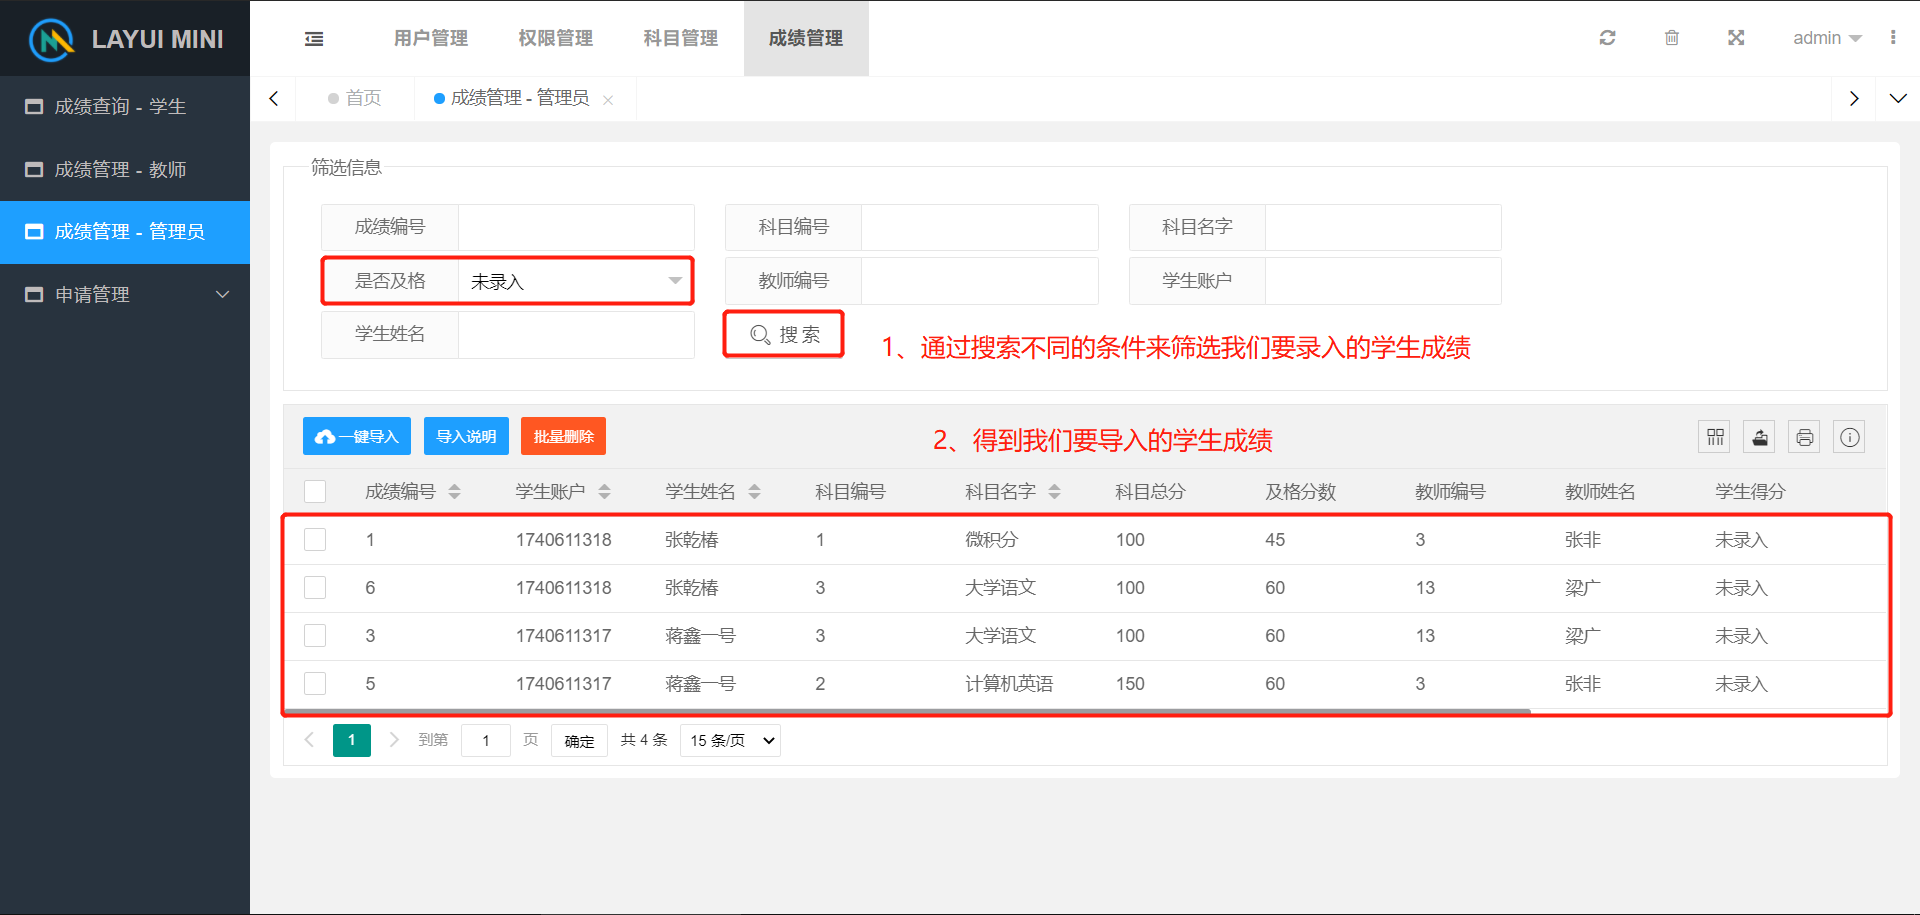 LAYUI MINI
用户管理 权限管理 科目管理 成绩管理
admin
首页 成绩管理 - 管理员
成绩查询 - 学生
成绩管理 - 教师
成绩管理 - 管理员
申请管理
筛选信息
成绩编号 科目编号 科目名字
是否及格 未录入 教师编号 学生账户
学生姓名 搜 索
1、通过搜索不同的条件来筛选我们要录入的学生成绩
一键导入 导入说明 批量删除
2、得到我们要导入的学生成绩
成绩编号 学生账户 学生姓名 科目编号 科目名字 科目总分 及格分数 教师编号 教师姓名 学生得分
1 1740611318 张乾椿 1 微积分 100 45 3 张非 未录入
6 1740611318 张乾椿 3 大学语文 100 60 13 梁广 未录入
3 1740611317 蒋鑫一号 3 大学语文 100 60 13 梁广 未录入
5 1740611317 蒋鑫一号 2 计算机英语 150 60 3 张非 未录入
1 到第 1 页 确定 共 4 条 15 条/页